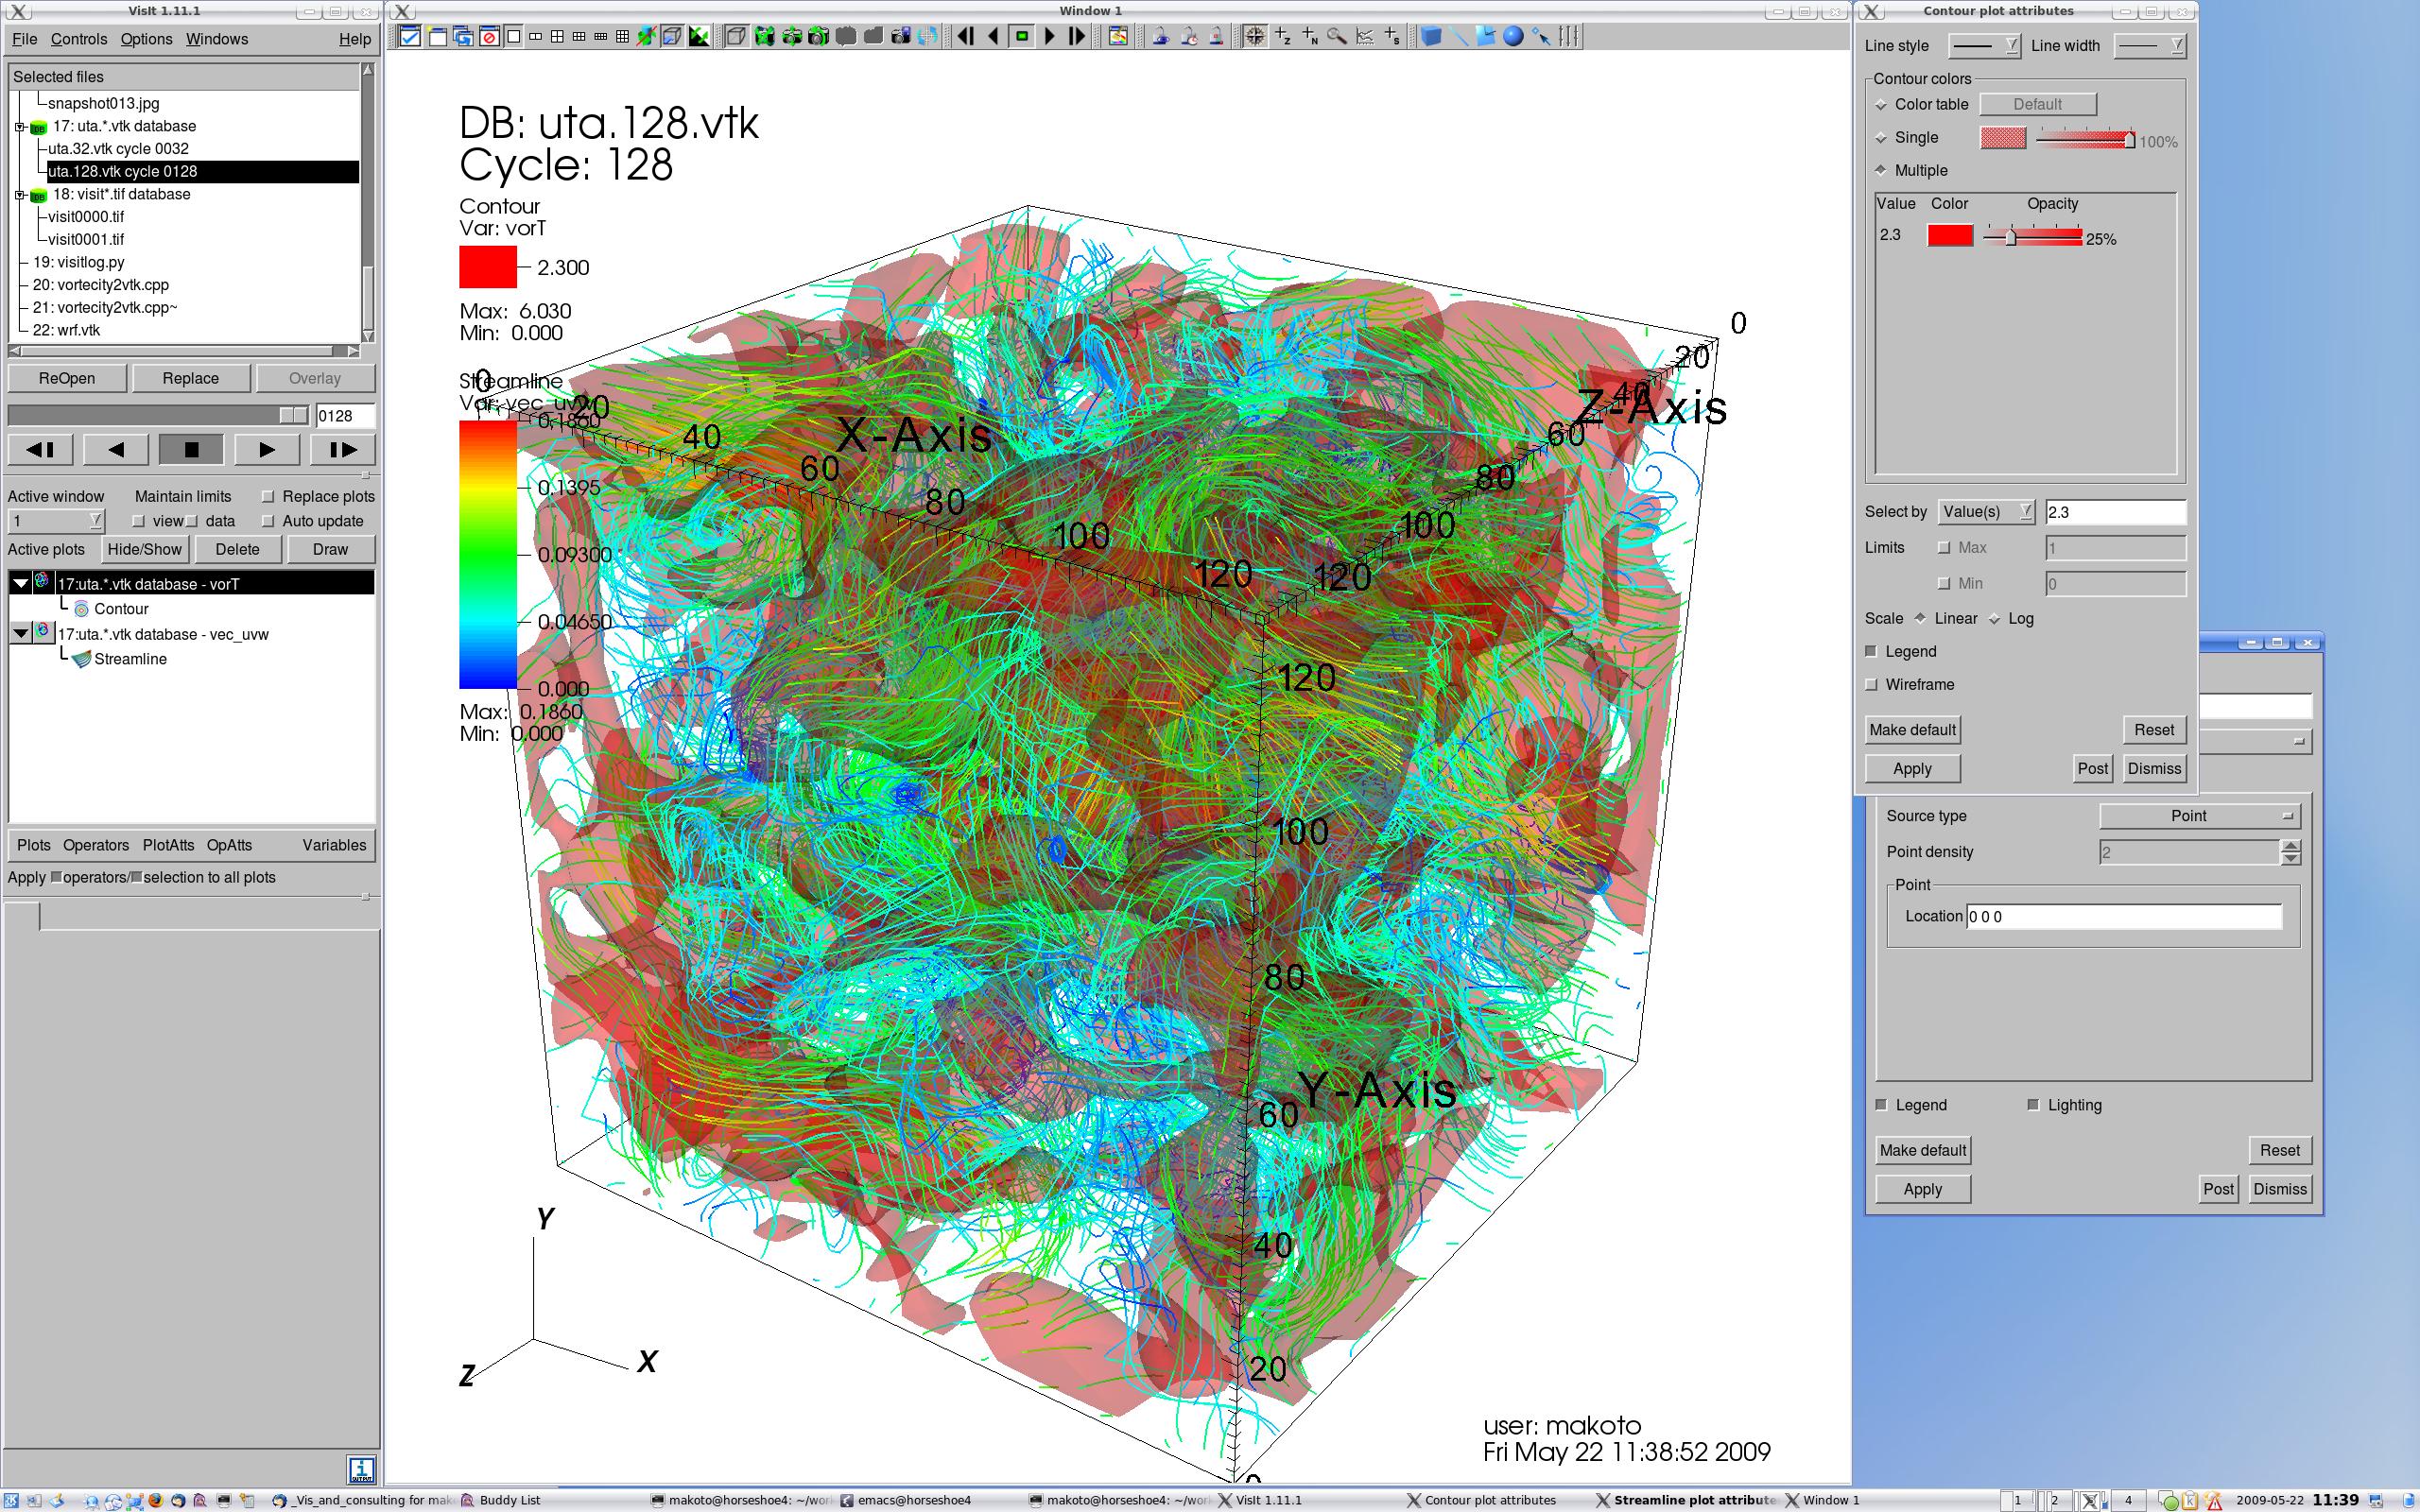 VisIt 1.11.1
File Controls Options Windows Help
Selected files
snapshot013.jpg
17: uta.*.vtk database
uta.32.vtk cycle 0032
uta.128.vtk cycle 0128
18: visit*.tif database
visit0000.tif
visit0001.tif
19: visitlog.py
20: vortecity2vtk.cpp
21: vortecity2vtk.cpp~
22: wrf.vtk
ReOpen Replace Overlay
0128
Active window Maintain limits Replace plots
1 view data Auto update
Active plots Hide/Show Delete Draw
17:uta.*.vtk database - vorT
Contour
17:uta.*.vtk database - vec_uvw
Streamline
Plots Operators PlotAtts OpAtts Variables
Apply operators/ selection to all plots
Window 1
DB: uta.128.vtk
Cycle: 128
Contour
Var: vorT
2.300
Max: 6.030
Min: 0.000
Streamline
Var: vec_uvw
0.1860
0.1395
0.09300
0.04650
0.000
Max: 0.1860
Min: 0.000
X-Axis
0
20
40
60
80
100
120
Z-Axis
0
20
40
60
80
100
120
Y-Axis
120
100
80
60
40
20
0
Y
X
Z
user: makoto
Fri May 22 11:38:52 2009
Contour plot attributes
Line style Line width
Contour colors
Color table Default
Single 100%
Multiple
Value Color Opacity
2.3 25%
Select by Value(s) 2.3
Limits Max 1
Min 0
Scale Linear Log
Legend
Wireframe
Make default Reset
Apply Post Dismiss
Source type Point
Point density 2
Point
Location 0 0 0
Legend Lighting
Make default Reset
Apply Post Dismiss
_Vis_and_consulting for mak Buddy List makoto@horseshoe4: ~/wor emacs@horseshoe4 makoto@horseshoe4: ~/wor VisIt 1.11.1 Contour plot attributes Streamline plot attribute Window 1 1 2 4 2009-05-22 11:39